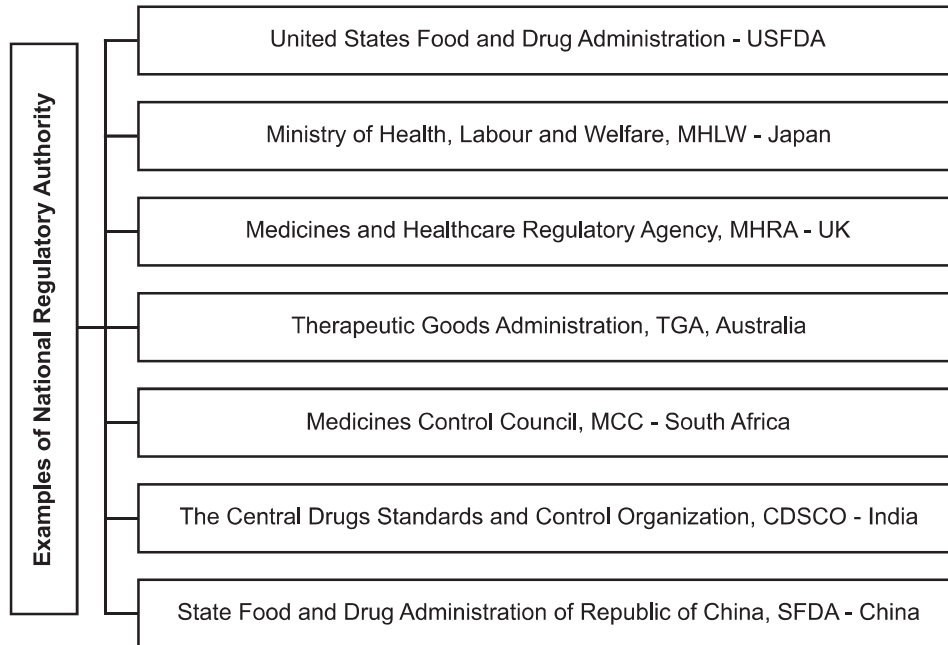 Examples of National Regulatory Authority
United States Food and Drug Administration - USFDA
Ministry of Health, Labour and Welfare, MHLW - Japan
Medicines and Healthcare Regulatory Agency, MHRA - UK
Therapeutic Goods Administration, TGA, Australia
Medicines Control Council, MCC - South Africa
The Central Drugs Standards and Control Organization, CDSCO - India
State Food and Drug Administration of Republic of China, SFDA - China